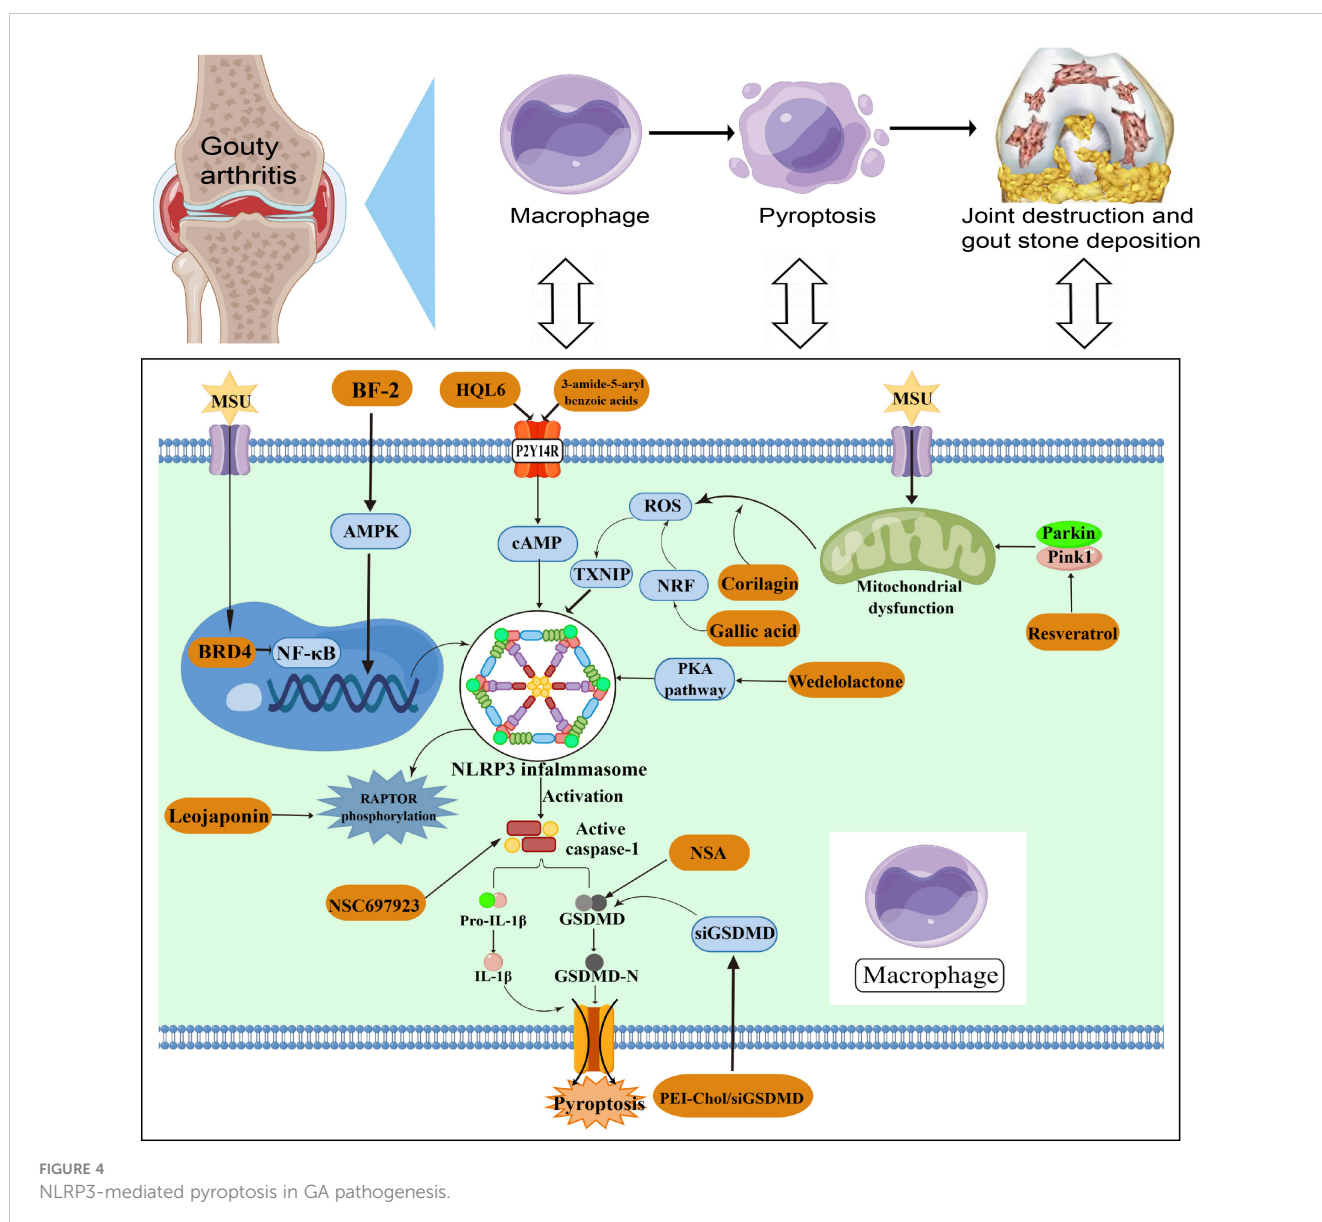 Gouty
arthritis
Macrophage
Pyroptosis
Joint destruction and
gout stone deposition
MSU
BF-2
HQL6
3-amide-5-aryl
benzoic acids
MSU
P2Y14R
AMPK
cAMP
ROS
TXNIP
NRF
Corilagin
Gallic acid
Mitochondrial
dysfunction
Parkin
Pink1
Resveratrol
BRD4
NF-κB
PKA
pathway
Wedelolactone
NLRP3 infalmmasome
Activation
RAPTOR
phosphorylation
Leojaponin
Active
caspase-1
NSA
NSC697923
Pro-IL-1β
GSDMD
siGSDMD
IL-1β
GSDMD-N
Macrophage
Pyroptosis
PEI-Chol/siGSDMD
FIGURE 4
NLRP3-mediated pyroptosis in GA pathogenesis.